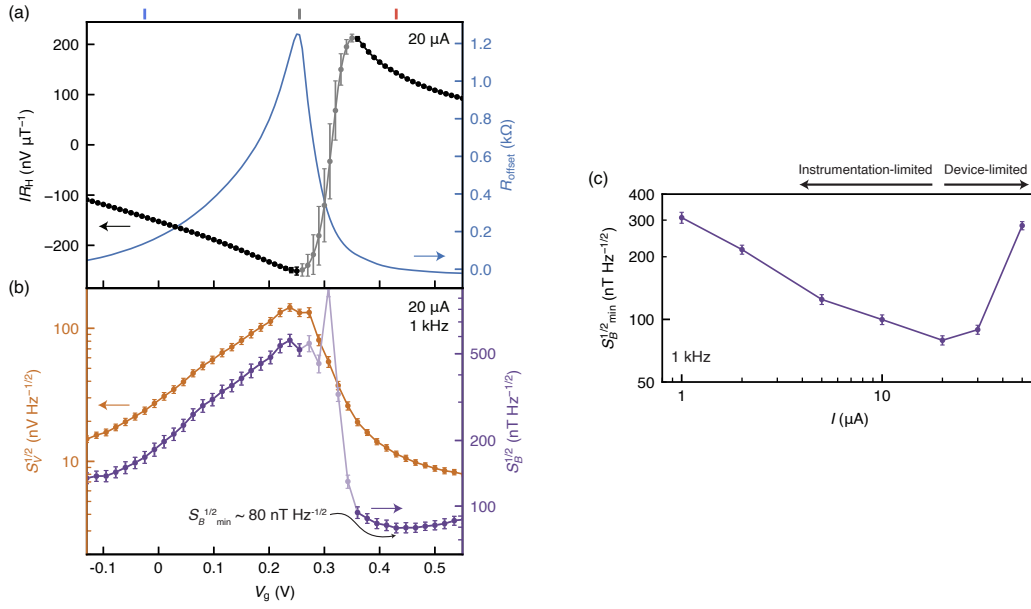 (a)
20 µA
200
100
0
−100
−200
IR_H (nV µT⁻¹)
1.2
1.0
0.8
0.6
0.4
0.2
0.0
R_offset (kΩ)
(b)
20 µA
1 kHz
100
10
S_V^1/2 (nV Hz^−1/2)
500
200
100
S_B^1/2 (nT Hz^−1/2)
S_B^1/2_min ~ 80 nT Hz^-1/2
-0.1 0 0.1 0.2 0.3 0.4 0.5
V_g (V)
Instrumentation-limited Device-limited
(c)
400
300
200
100
50
S_B^1/2_min (nT Hz^−1/2)
1 kHz
1 10
I (µA)